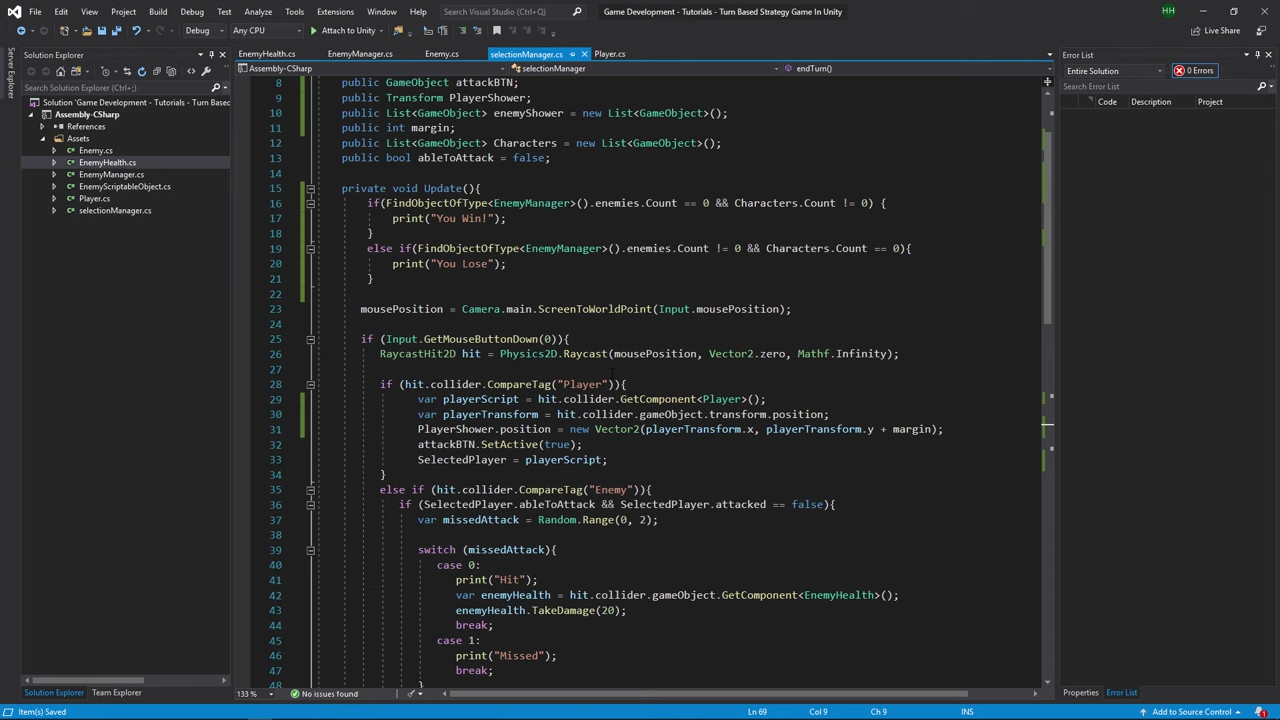 File Edit View Project Build Debug Test Analyze Tools Extensions Window Help Search Visual Studio (Ctrl+Q) Game Development - Tutorials - Turn Based Strategy Game In Unity HH
Debug Any CPU Attach to Unity Live Share
Server Explorer
Solution Explorer
Search Solution Explorer (Ctrl+;)
Solution 'Game Development - Tutorials - Turn Based
Assembly-CSharp
References
Assets
Enemy.cs
EnemyHealth.cs
EnemyManager.cs
EnemyScriptableObject.cs
Player.cs
selectionManager.cs
Solution Explorer Team Explorer
EnemyHealth.cs EnemyManager.cs Enemy.cs selectionManager.cs Player.cs
Assembly-CSharp selectionManager endTurn()
8 public GameObject attackBTN;
9 public Transform PlayerShower;
10 public List<GameObject> enemyShower = new List<GameObject>();
11 public int margin;
12 public List<GameObject> Characters = new List<GameObject>();
13 public bool ableToAttack = false;
14
15 private void Update(){
16 if(FindObjectOfType<EnemyManager>().enemies.Count == 0 && Characters.Count != 0) {
17 print("You Win!");
18 }
19 else if(FindObjectOfType<EnemyManager>().enemies.Count != 0 && Characters.Count == 0){
20 print("You Lose");
21 }
22
23 mousePosition = Camera.main.ScreenToWorldPoint(Input.mousePosition);
24
25 if (Input.GetMouseButtonDown(0)){
26 RaycastHit2D hit = Physics2D.Raycast(mousePosition, Vector2.zero, Mathf.Infinity);
27
28 if (hit.collider.CompareTag("Player")){
29 var playerScript = hit.collider.GetComponent<Player>();
30 var playerTransform = hit.collider.gameObject.transform.position;
31 PlayerShower.position = new Vector2(playerTransform.x, playerTransform.y + margin);
32 attackBTN.SetActive(true);
33 SelectedPlayer = playerScript;
34 }
35 else if (hit.collider.CompareTag("Enemy")){
36 if (SelectedPlayer.ableToAttack && SelectedPlayer.attacked == false){
37 var missedAttack = Random.Range(0, 2);
38
39 switch (missedAttack){
40 case 0:
41 print("Hit");
42 var enemyHealth = hit.collider.gameObject.GetComponent<EnemyHealth>();
43 enemyHealth.TakeDamage(20);
44 break;
45 case 1:
46 print("Missed");
47 break;
48 }
133 % No issues found
Error List
Entire Solution 0 Errors
Search Error List
Code Description Project
Properties Error List
Item(s) Saved Ln 69 Col 9 Ch 9 INS Add to Source Control 1